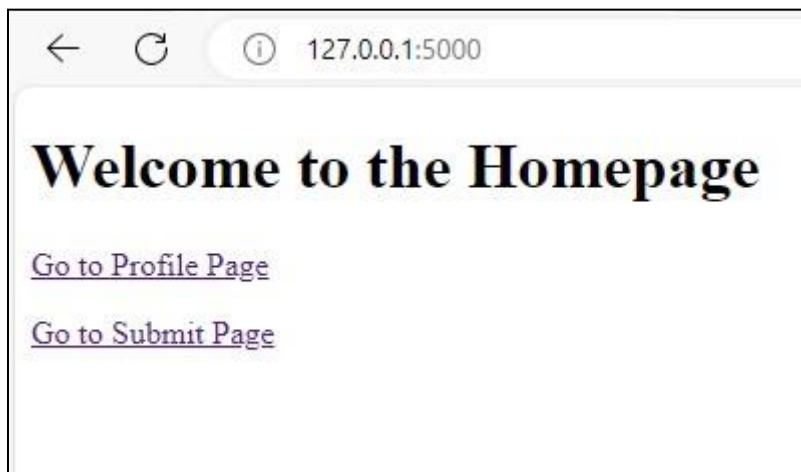 127.0.0.1:5000
Welcome to the Homepage
Go to Profile Page
Go to Submit Page